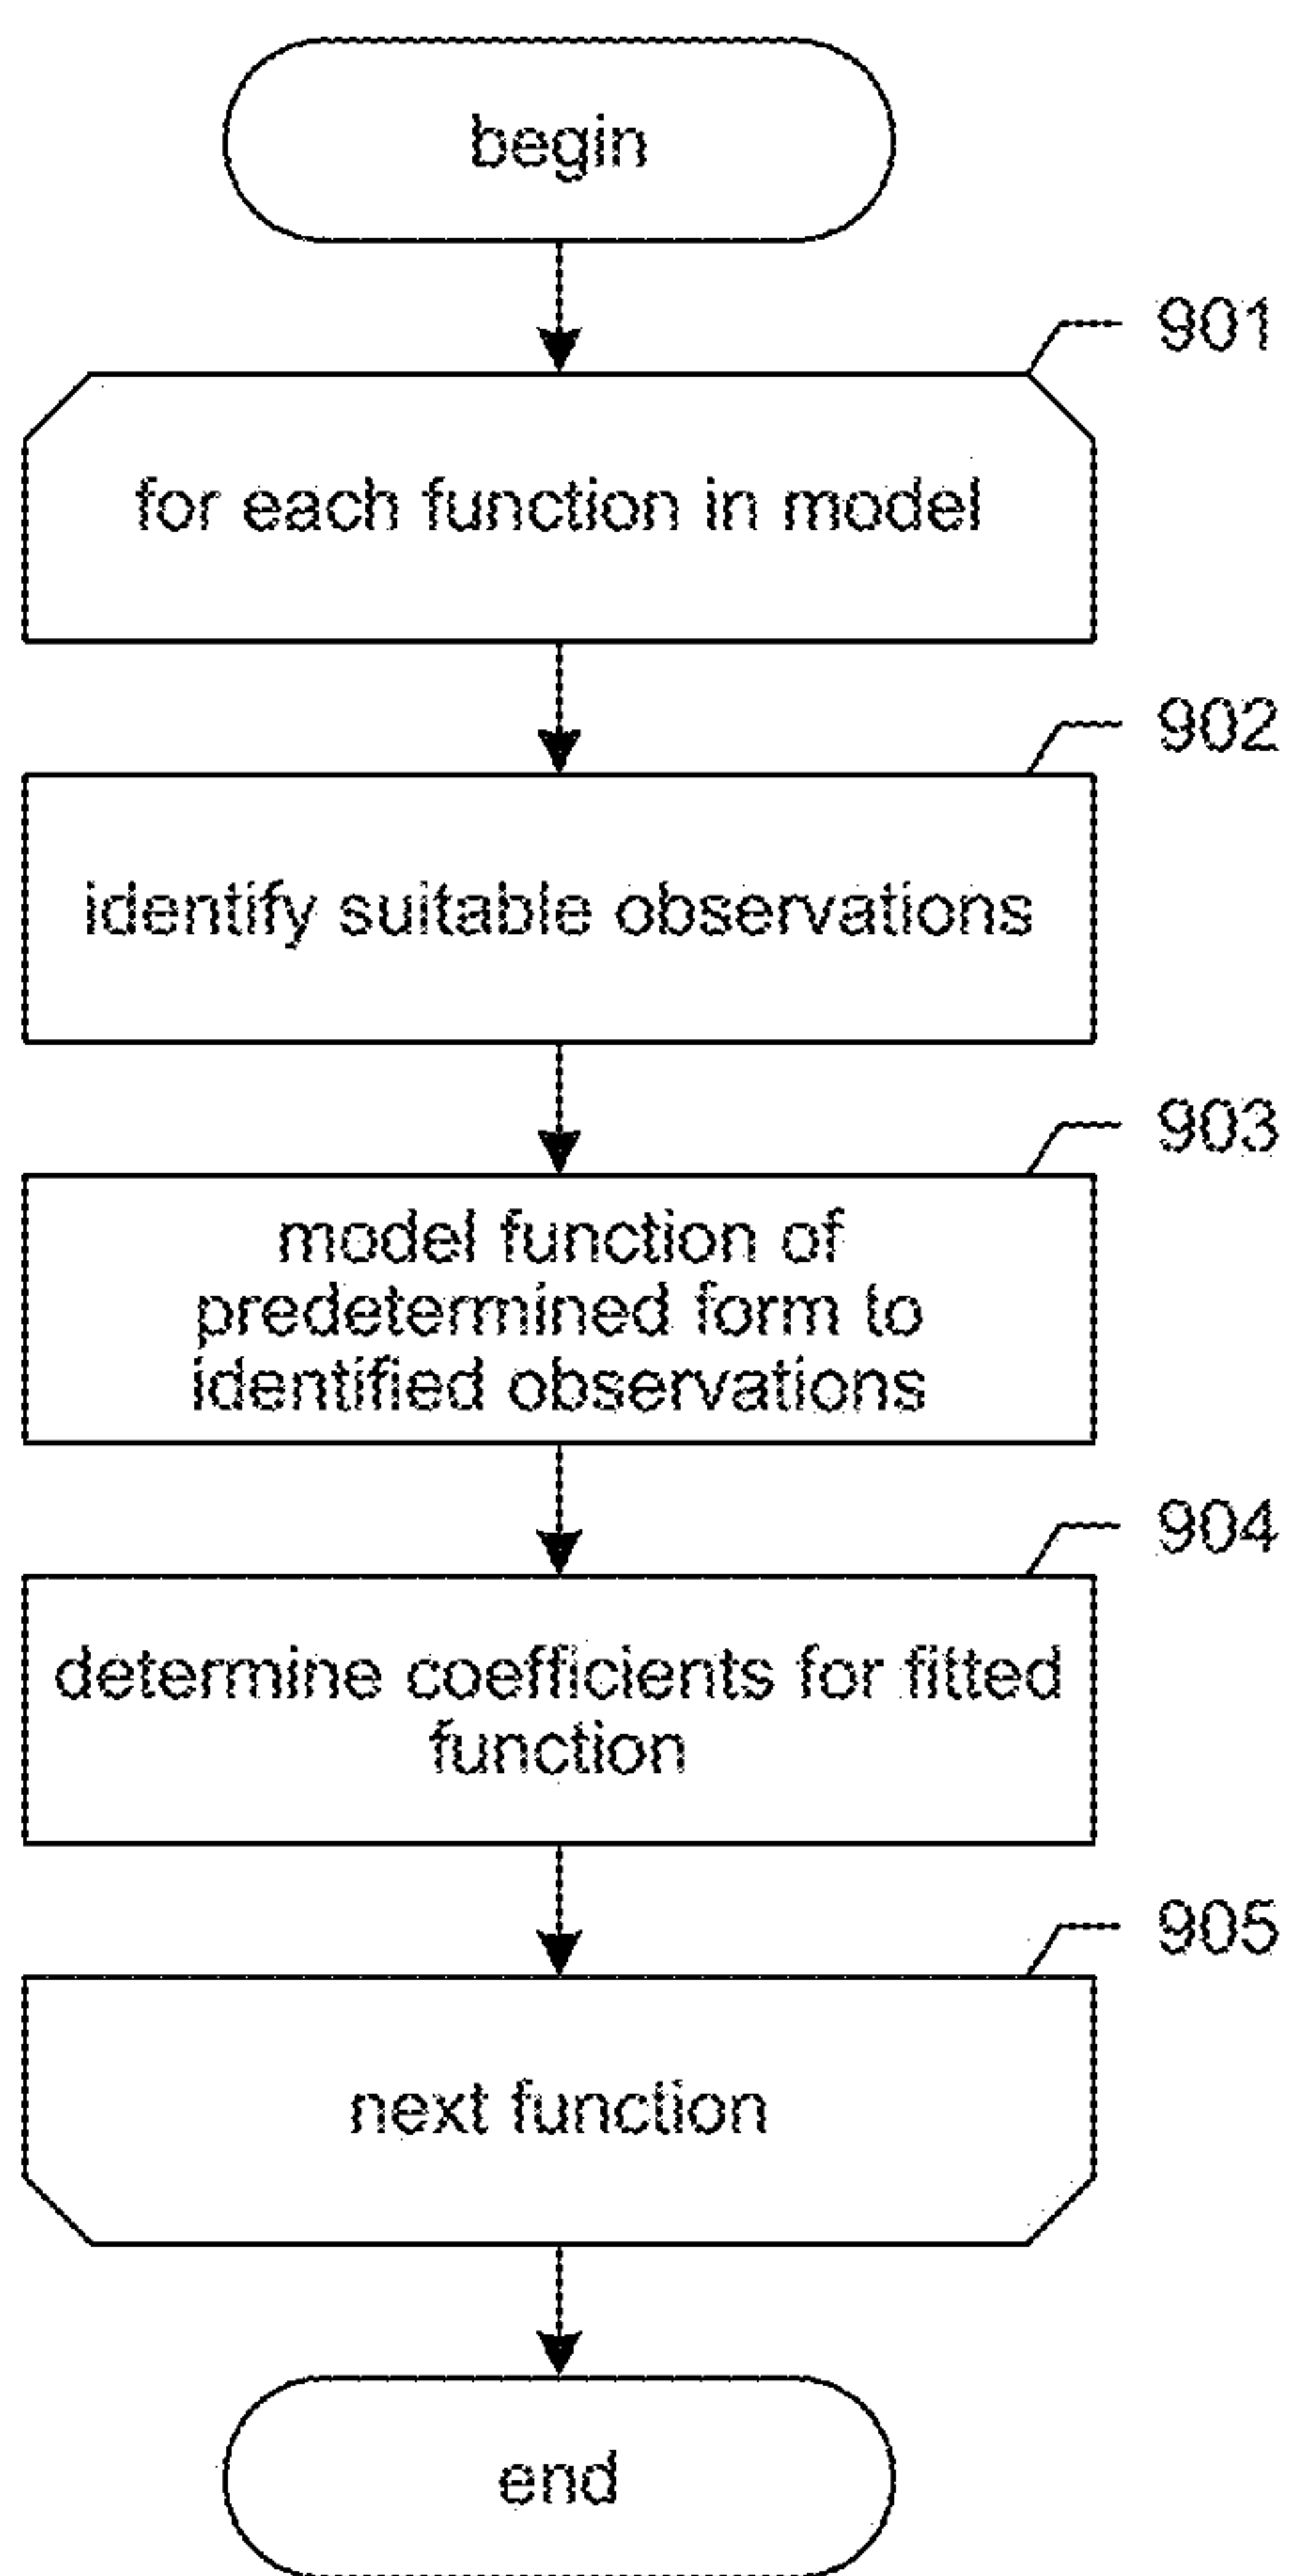 begin
901
for each function in model
902
identify suitable observations
903
model function of
predetermined form to
identified observations
904
determine coefficients for fitted
function
905
next function
end